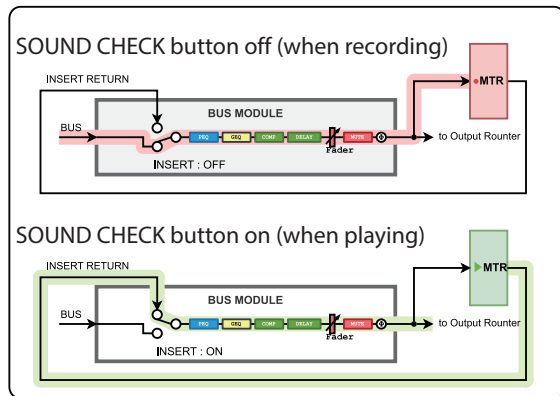 SOUND CHECK button off (when recording)
INSERT RETURN
MTR
BUS MODULE
BUS
PEQ GEQ COMP DELAY MUTE Φ
to Output Rounter
Fader
INSERT : OFF
SOUND CHECK button on (when playing)
INSERT RETURN
MTR
BUS MODULE
BUS
PEQ GEQ COMP DELAY MUTE Φ
to Output Rounter
Fader
INSERT : ON